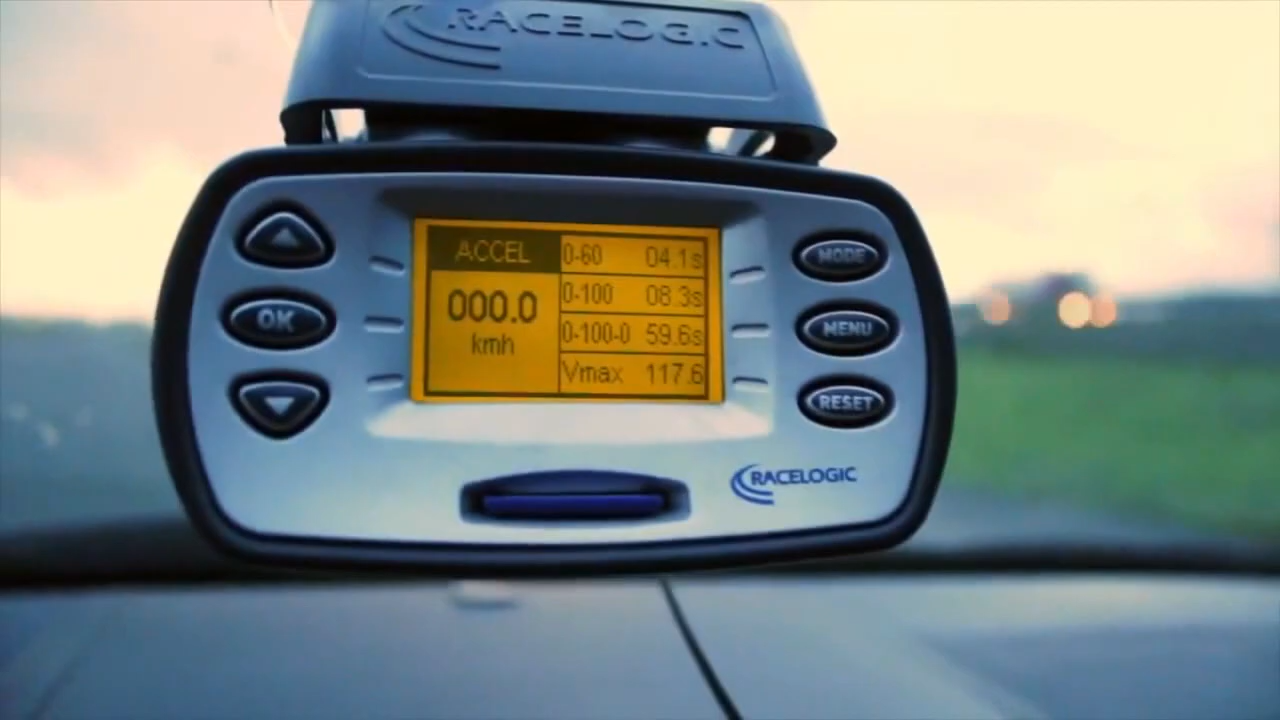 RACELOGIC
ACCEL
000.0
kmh
0-60 04.1s
0-100 08.3s
0-100-0 59.6s
Vmax 117.6
OK
MODE
MENU
RESET
RACELOGIC